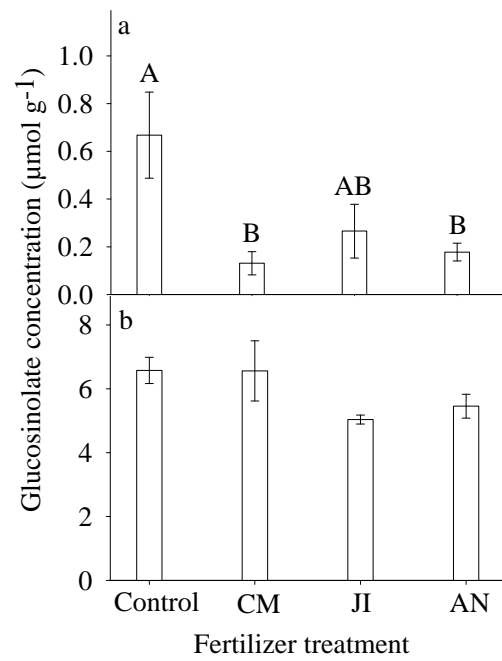 a
1.0
A
0.8
0.6
AB
0.4
B
B
0.2
0.0
b
8
6
4
2
0
Glucosinolate concentration (µmol g-1)
Control CM JI AN
Fertilizer treatment